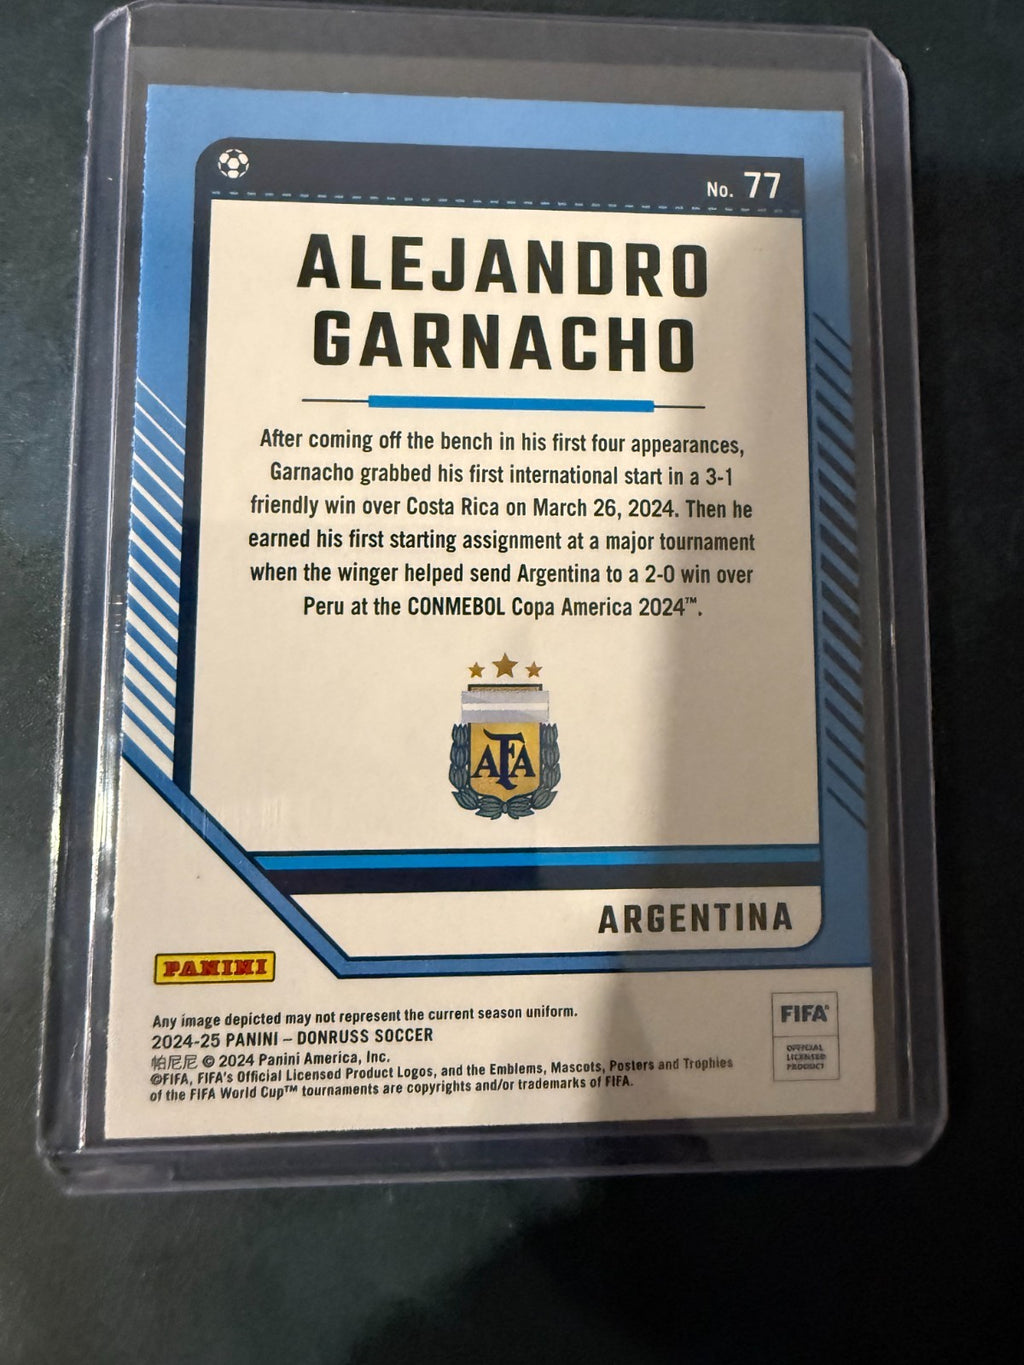 No. 77
ALEJANDRO
GARNACHO
After coming off the bench in his first four appearances,
Garnacho grabbed his first international start in a 3-1
friendly win over Costa Rica on March 26, 2024. Then he
earned his first starting assignment at a major tournament
when the winger helped send Argentina to a 2-0 win over
Peru at the CONMEBOL Copa America 2024™.
AFA
ARGENTINA
PANINI
Any image depicted may not represent the current season uniform.
2024-25 PANINI – DONRUSS SOCCER
帕尼尼 © 2024 Panini America, Inc.
©FIFA, FIFA's Official Licensed Product Logos, and the Emblems, Mascots, Posters and Trophies
of the FIFA World Cup™ tournaments are copyrights and/or trademarks of FIFA.
FIFA®
OFFICIAL
LICENSED
PRODUCT